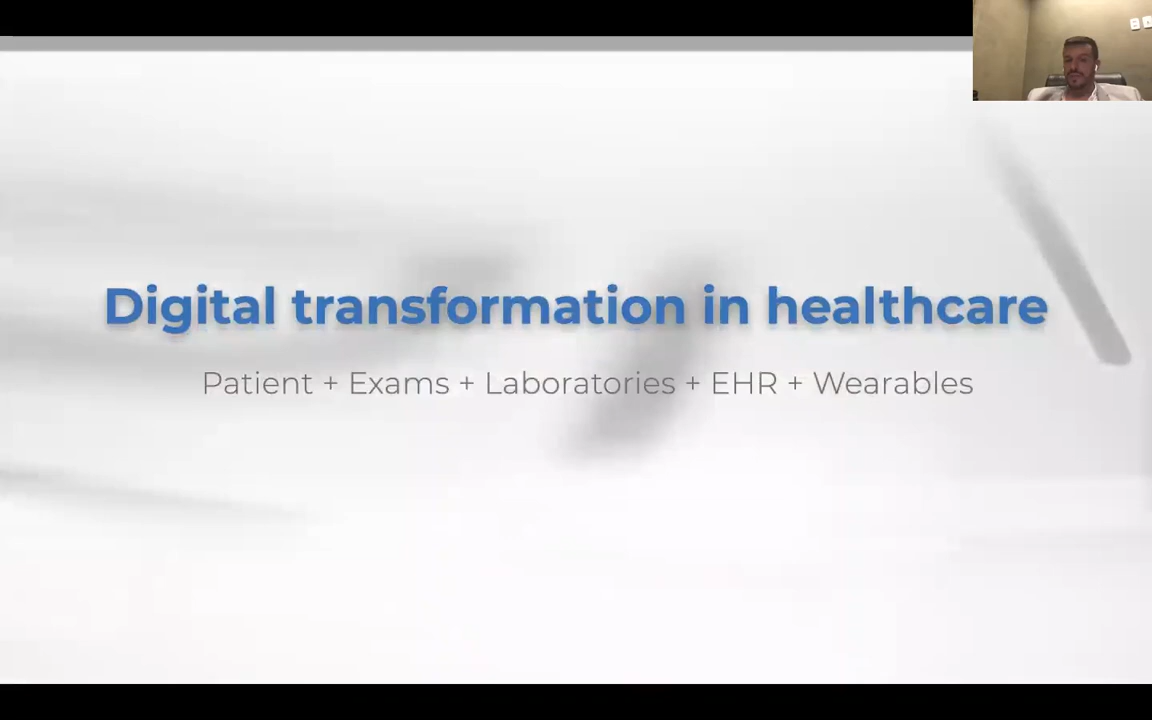 Digital transformation in healthcare
Patient + Exams + Laboratories + EHR + Wearables